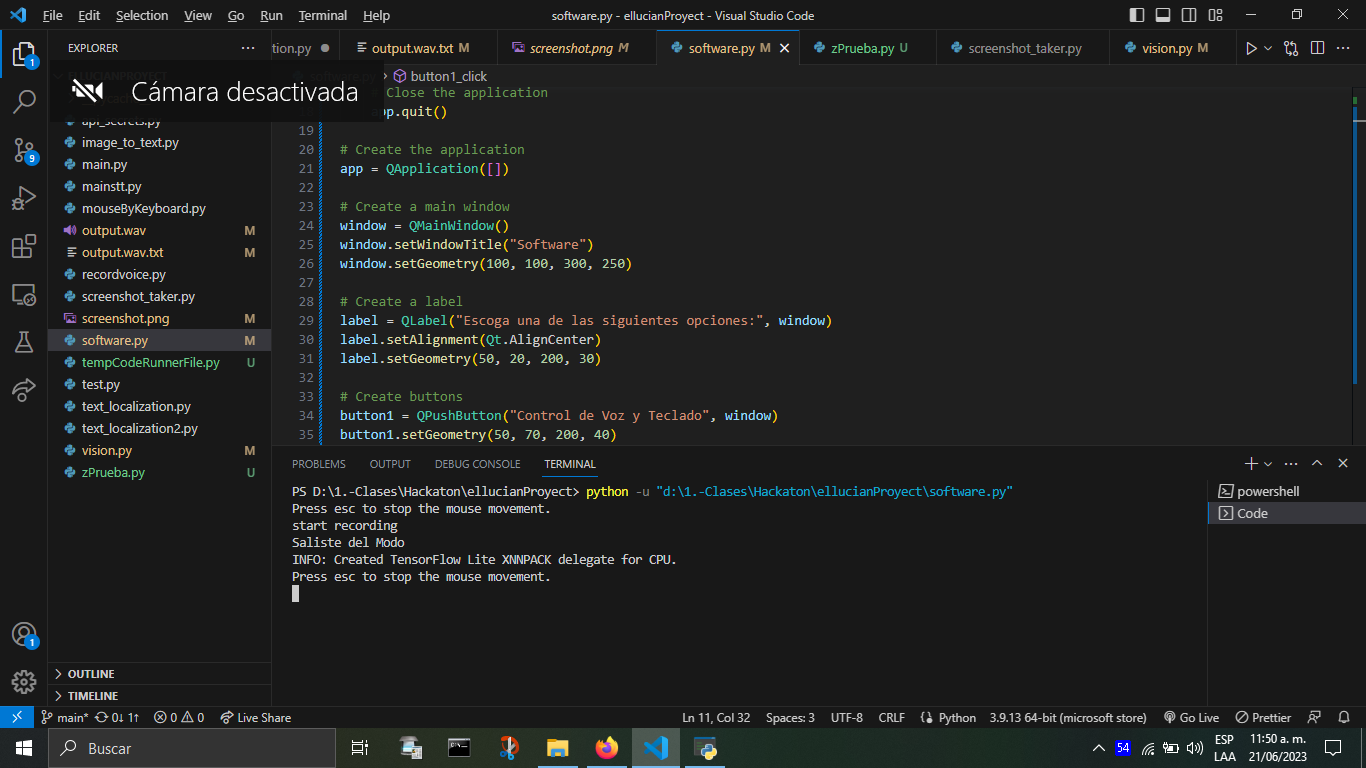 File Edit Selection View Go Run Terminal Help software.py - ellucianProyect - Visual Studio Code
EXPLORER ··· tion.py output.wav.txt M screenshot.png M software.py M zPrueba.py U screenshot_taker.py vision.py M
button1_click
Cámara desactivada
Close the application
api_secrets.py
app.quit()
19
image_to_text.py
20 # Create the application
main.py
21 app = QApplication([])
mainstt.py
22
mouseByKeyboard.py
23 # Create a main window
output.wav M
24 window = QMainWindow()
output.wav.txt M
25 window.setWindowTitle("Software")
recordvoice.py
26 window.setGeometry(100, 100, 300, 250)
screenshot_taker.py
27
screenshot.png M
28 # Create a label
software.py M
29 label = QLabel("Escoga una de las siguientes opciones:", window)
tempCodeRunnerFile.py U
30 label.setAlignment(Qt.AlignCenter)
test.py
31 label.setGeometry(50, 20, 200, 30)
text_localization.py
32
text_localization2.py
33 # Create buttons
vision.py M
34 button1 = QPushButton("Control de Voz y Teclado", window)
zPrueba.py U
35 button1.setGeometry(50, 70, 200, 40)
PROBLEMS OUTPUT DEBUG CONSOLE TERMINAL
PS D:\1.-Clases\Hackaton\ellucianProyect> python -u "d:\1.-Clases\Hackaton\ellucianProyect\software.py"
Press esc to stop the mouse movement.
start recording
Saliste del Modo
INFO: Created TensorFlow Lite XNNPACK delegate for CPU.
Press esc to stop the mouse movement.
powershell
Code
1
9
1
OUTLINE
TIMELINE
main* 0↓ 1↑ 0 0 Live Share Ln 11, Col 32 Spaces: 3 UTF-8 CRLF Python 3.9.13 64-bit (microsoft store) Go Live Prettier
Buscar 54 ESP 11:50 a. m.
LAA 21/06/2023